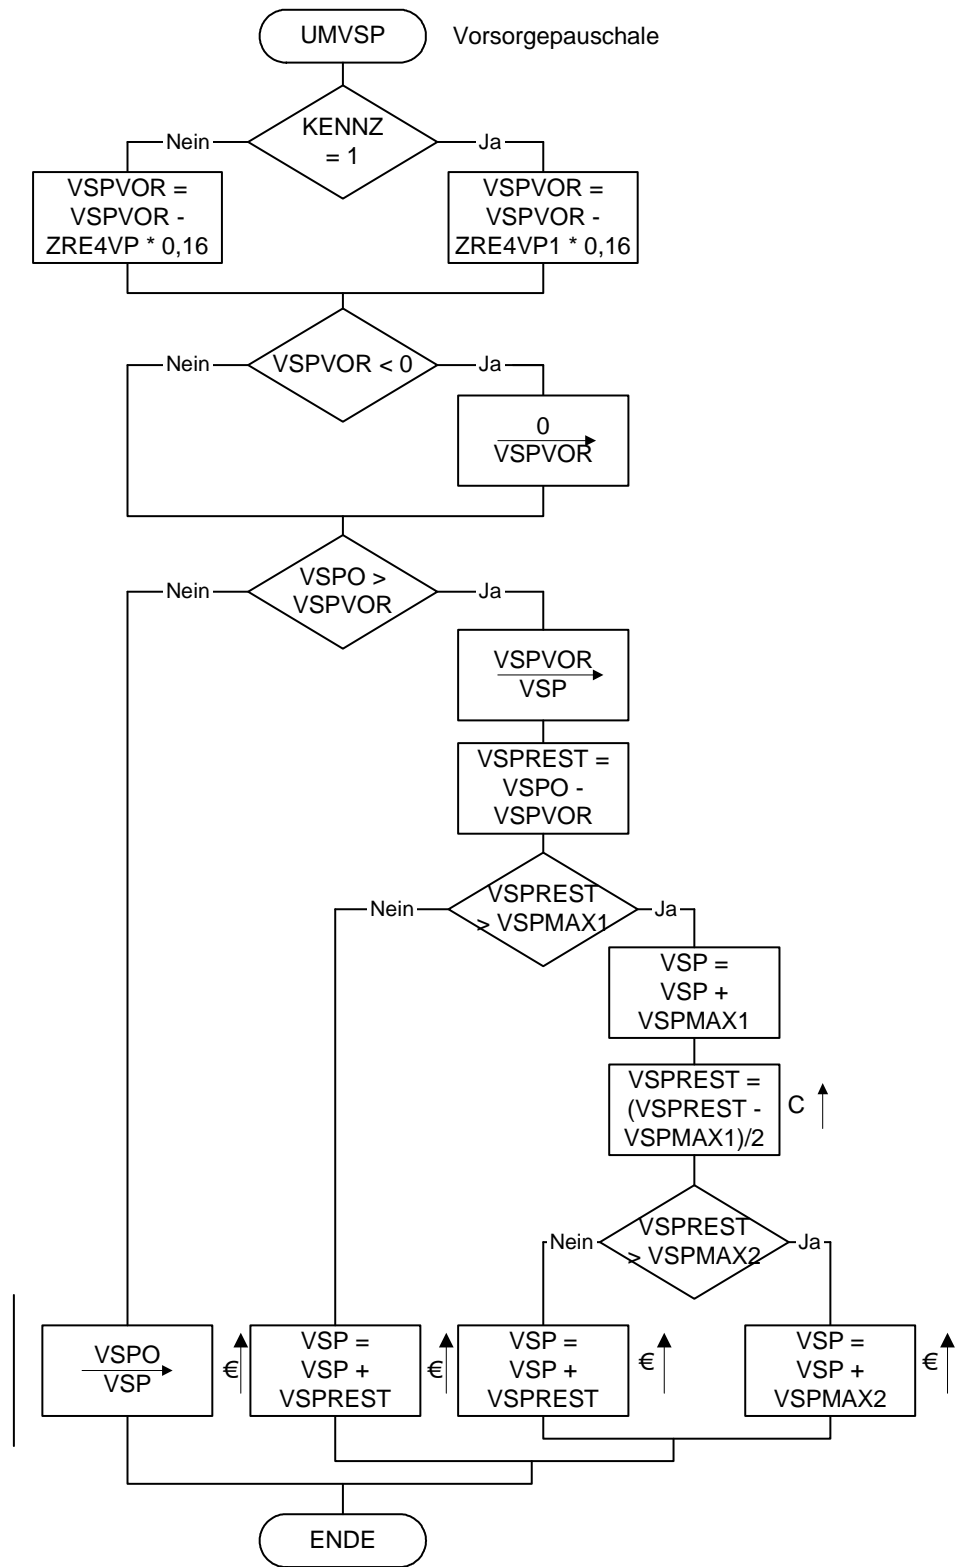 UMVSP
Vorsorgepauschale
KENNZ
= 1
Nein
Ja
VSPVOR =
VSPVOR -
ZRE4VP * 0,16
VSPVOR =
VSPVOR -
ZRE4VP1 * 0,16
VSPVOR < 0
Nein
Ja
0
VSPVOR
VSPO >
VSPVOR
Nein
Ja
VSPVOR
VSP
VSPREST =
VSPO -
VSPVOR
VSPREST
> VSPMAX1
Nein
Ja
VSP =
VSP +
VSPMAX1
VSPREST =
(VSPREST -
VSPMAX1)/2
C
VSPREST
> VSPMAX2
Nein
Ja
VSPO
VSP
€
VSP =
VSP +
VSPREST
€
VSP =
VSP +
VSPREST
€
VSP =
VSP +
VSPMAX2
€
ENDE